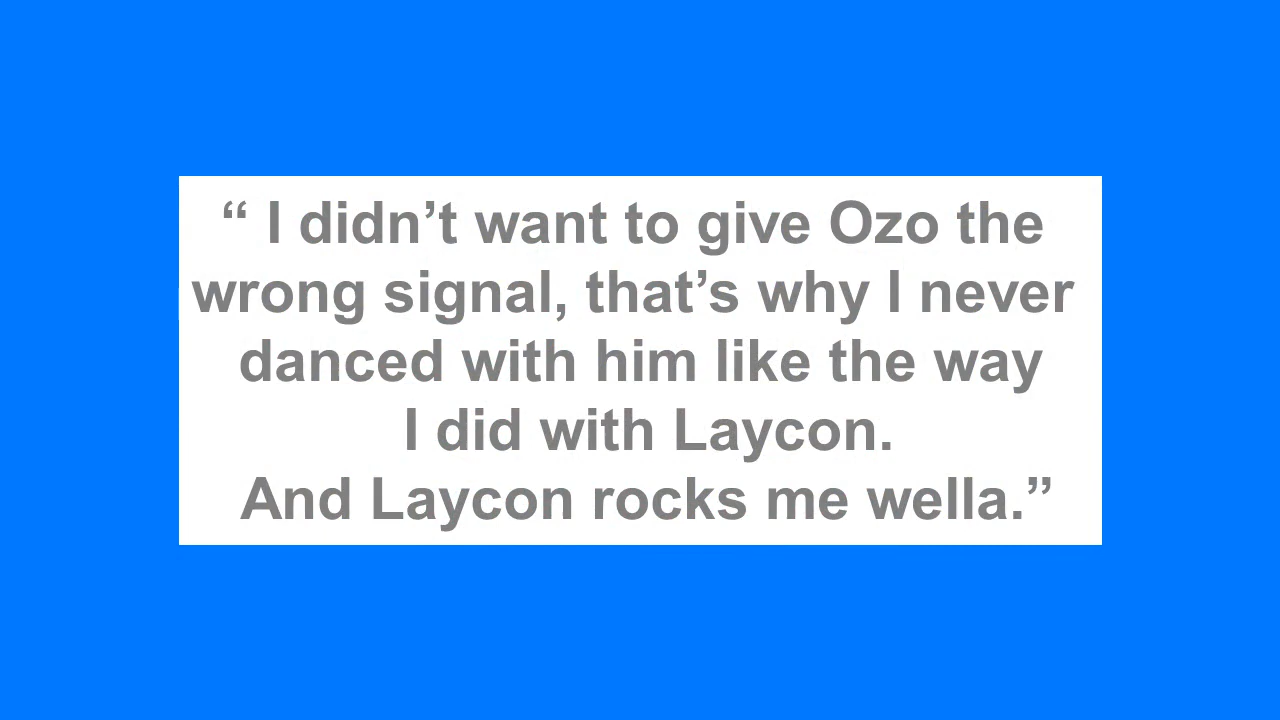 “ I didn’t want to give Ozo the
wrong signal, that’s why I never
danced with him like the way
I did with Laycon.
And Laycon rocks me wella.”